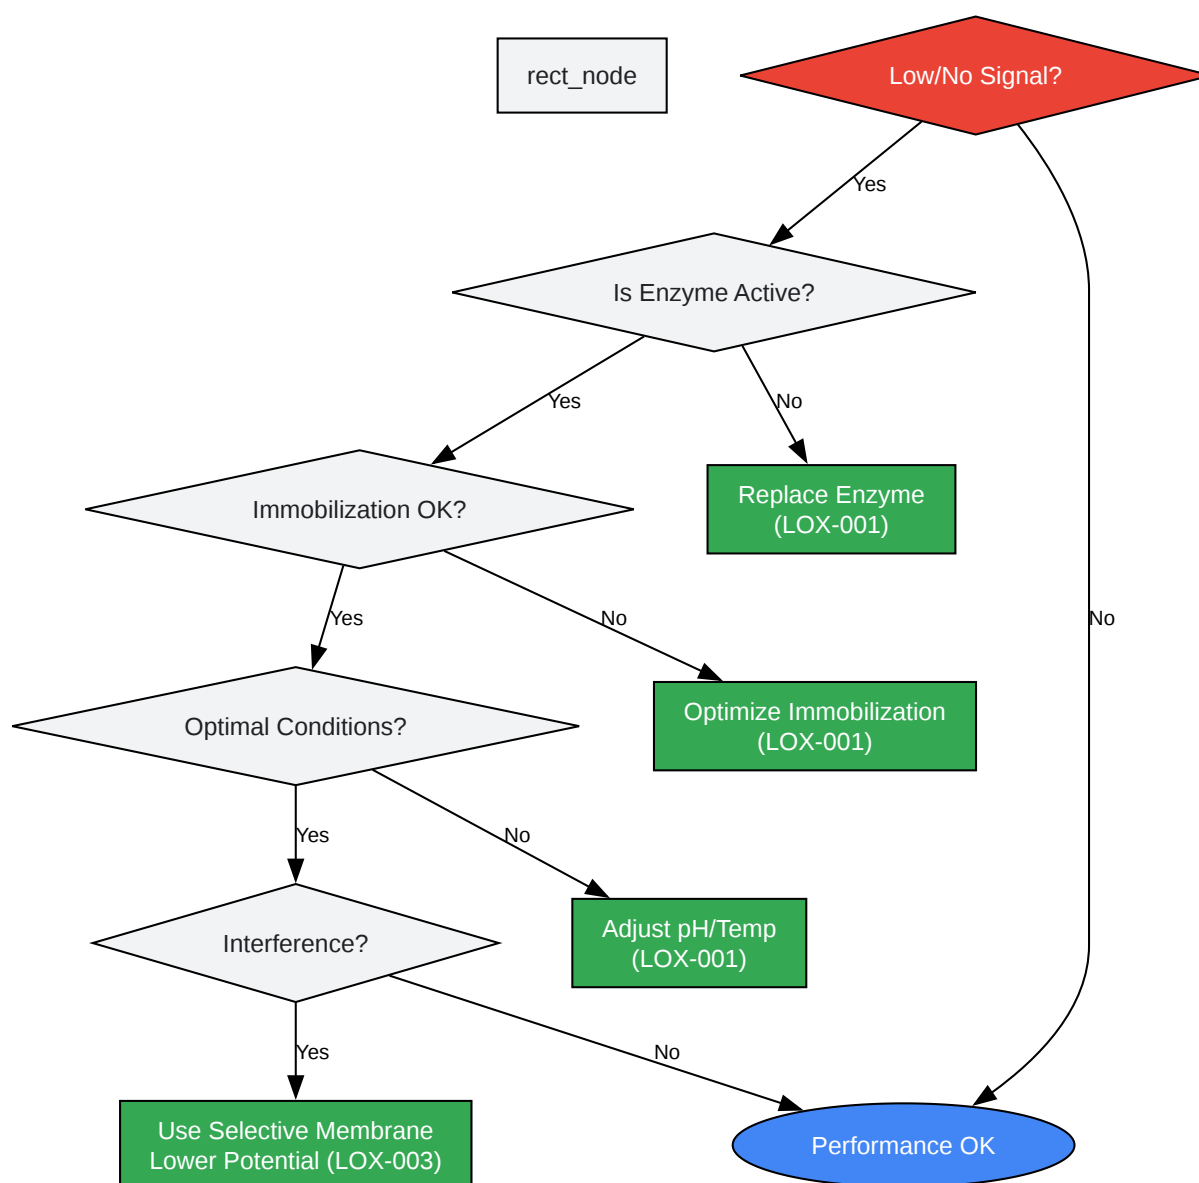 rect_node
Low/No Signal?
Yes
Is Enzyme Active?
Yes
No
Replace Enzyme
(LOX-001)
Immobilization OK?
Yes
No
No
Optimize Immobilization
(LOX-001)
Optimal Conditions?
Yes
No
Adjust pH/Temp
(LOX-001)
Interference?
Yes
No
Use Selective Membrane
Lower Potential (LOX-003)
Performance OK